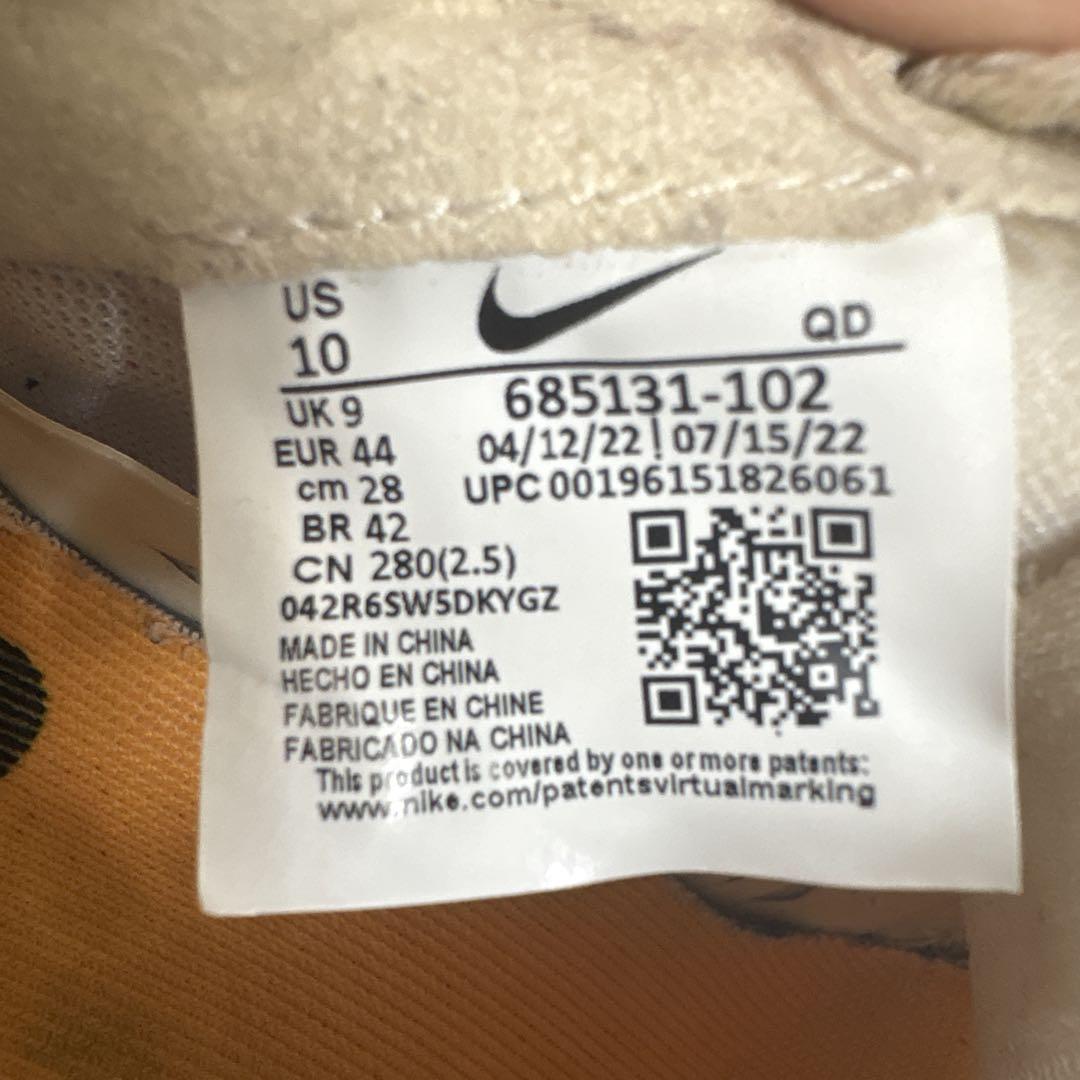 US
10
QD
UK 9
685131-102
EUR 44
04/12/22 | 07/15/22
cm 28
UPC 00196151826061
BR 42
CN 280(2.5)
042R6SW5DKYGZ
MADE IN CHINA
HECHO EN CHINA
FABRIQUE EN CHINE
FABRICADO NA CHINA
This product is covered by one or more patents:
www.nike.com/patentsvirtualmarking